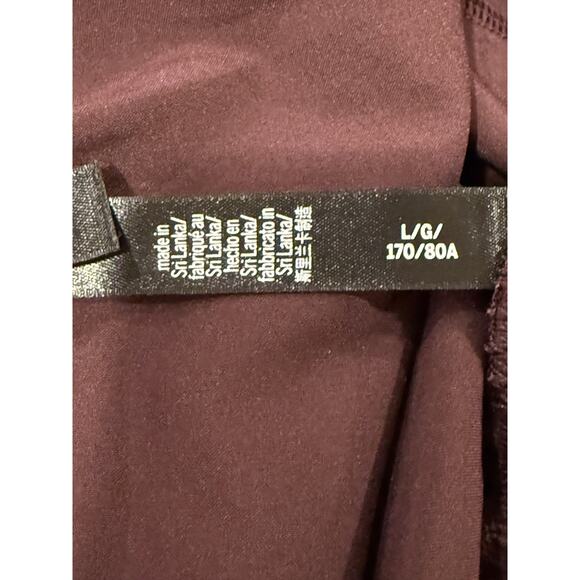 made in
Sri Lanka/
fabriqué au
Sri Lanka/
hecho en
Sri Lanka/
fabbricato in
Sri Lanka/
斯里兰卡制造
L/G/
170/80A